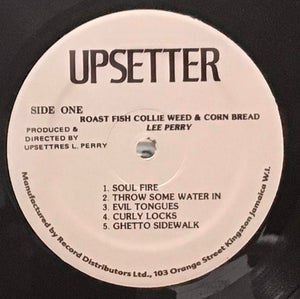 UPSETTER
SIDE ONE
ROAST FISH COLLIE WEED & CORN BREAD
LEE PERRY
PRODUCED &
DIRECTED BY
UPSETTRES L. PERRY
1. SOUL FIRE
2. THROW SOME WATER IN
3. EVIL TONGUES
4. CURLY LOCKS
5. GHETTO SIDEWALK
Manufactured by Record Distributors Ltd., 103 Orange Street Kingston Jamaica W.I.